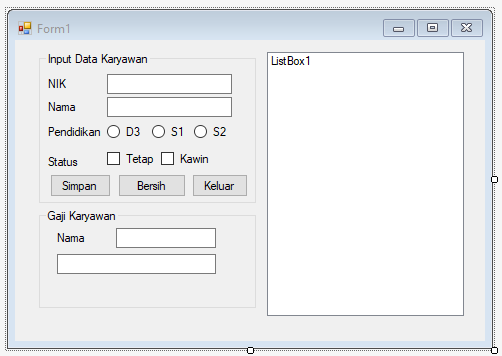 Form1
Input Data Karyawan
NIK
Nama
Pendidikan D3 S1 S2
Status Tetap Kawin
Simpan Bersih Keluar
Gaji Karyawan
Nama
ListBox1